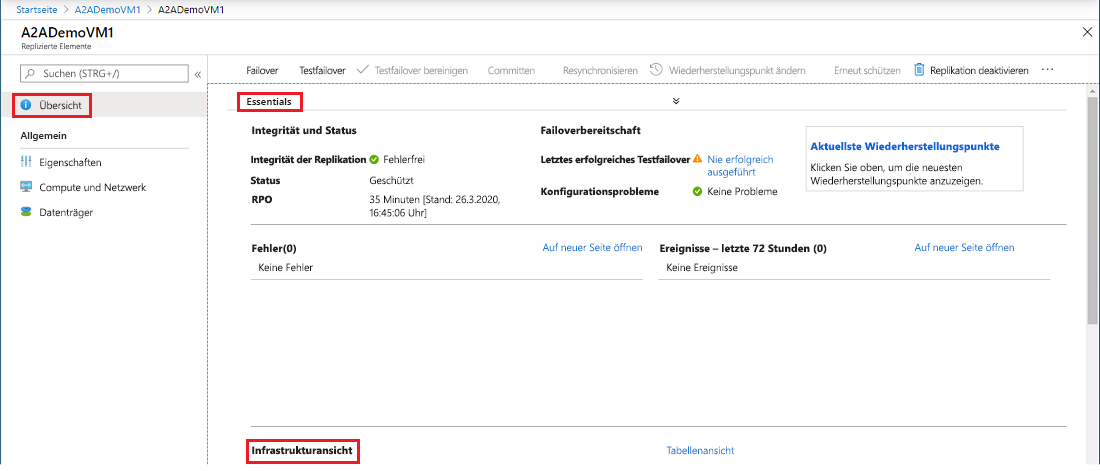 Startseite > A2ADemoVM1 > A2ADemoVM1
A2ADemoVM1
Replizierte Elemente
Suchen (STRG+/)
Übersicht
Allgemein
Eigenschaften
Compute und Netzwerk
Datenträger
Failover Testfailover Testfailover bereinigen Committen Resynchronisieren Wiederherstellungspunkt ändern Erneut schützen Replikation deaktivieren ...
Essentials
Integrität und Status
Integrität der Replikation Fehlerfrei
Status Geschützt
RPO 35 Minuten [Stand: 26.3.2020,
16:45:06 Uhr]
Failoverbereitschaft
Letztes erfolgreiches Testfailover Nie erfolgreich
ausgeführt
Konfigurationsprobleme Keine Probleme
Aktuellste Wiederherstellungspunkte
Klicken Sie oben, um die neuesten
Wiederherstellungspunkte anzuzeigen.
Fehler(0) Auf neuer Seite öffnen
Keine Fehler
Ereignisse – letzte 72 Stunden (0) Auf neuer Seite öffnen
Keine Ereignisse
Infrastrukturansicht Tabellenansicht